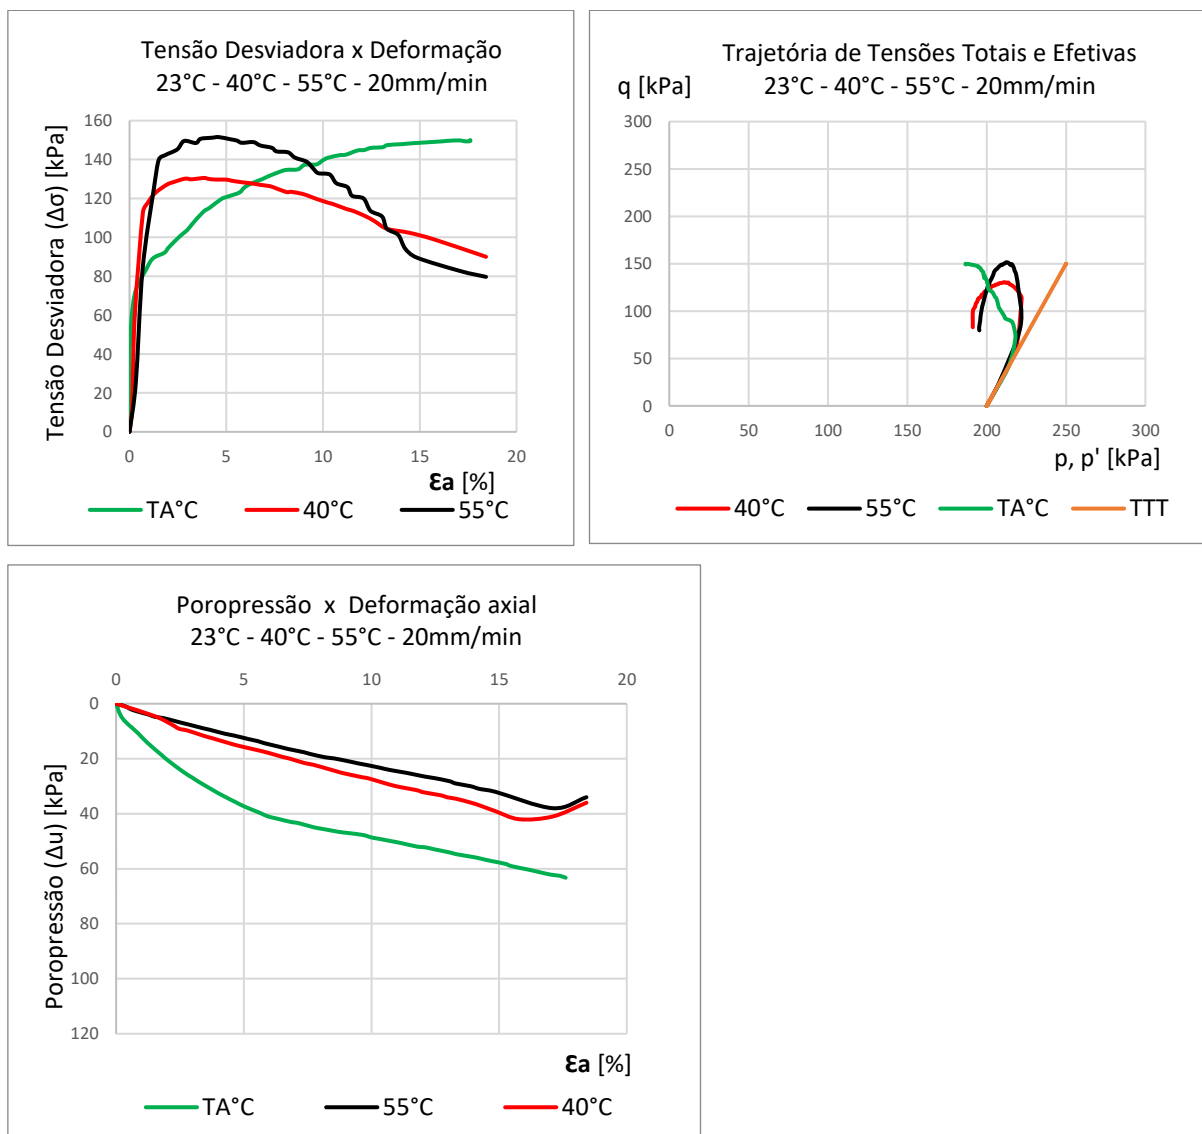 Tensão Desviadora x Deformação
23°C - 40°C - 55°C - 20mm/min
Tensão Desviadora (Δσ) [kPa]
160
140
120
100
80
60
40
20
0
0 5 10 15 20
Ɛa [%]
TA°C 40°C 55°C
Trajetória de Tensões Totais e Efetivas
q [kPa] 23°C - 40°C - 55°C - 20mm/min
300
250
200
150
100
50
0
0 50 100 150 200 250 300
p, p' [kPa]
40°C 55°C TA°C TTT
Poropressão x Deformação axial
23°C - 40°C - 55°C - 20mm/min
0 5 10 15 20
Poropressão (Δu) [kPa]
0
20
40
60
80
100
120
Ɛa [%]
TA°C 55°C 40°C